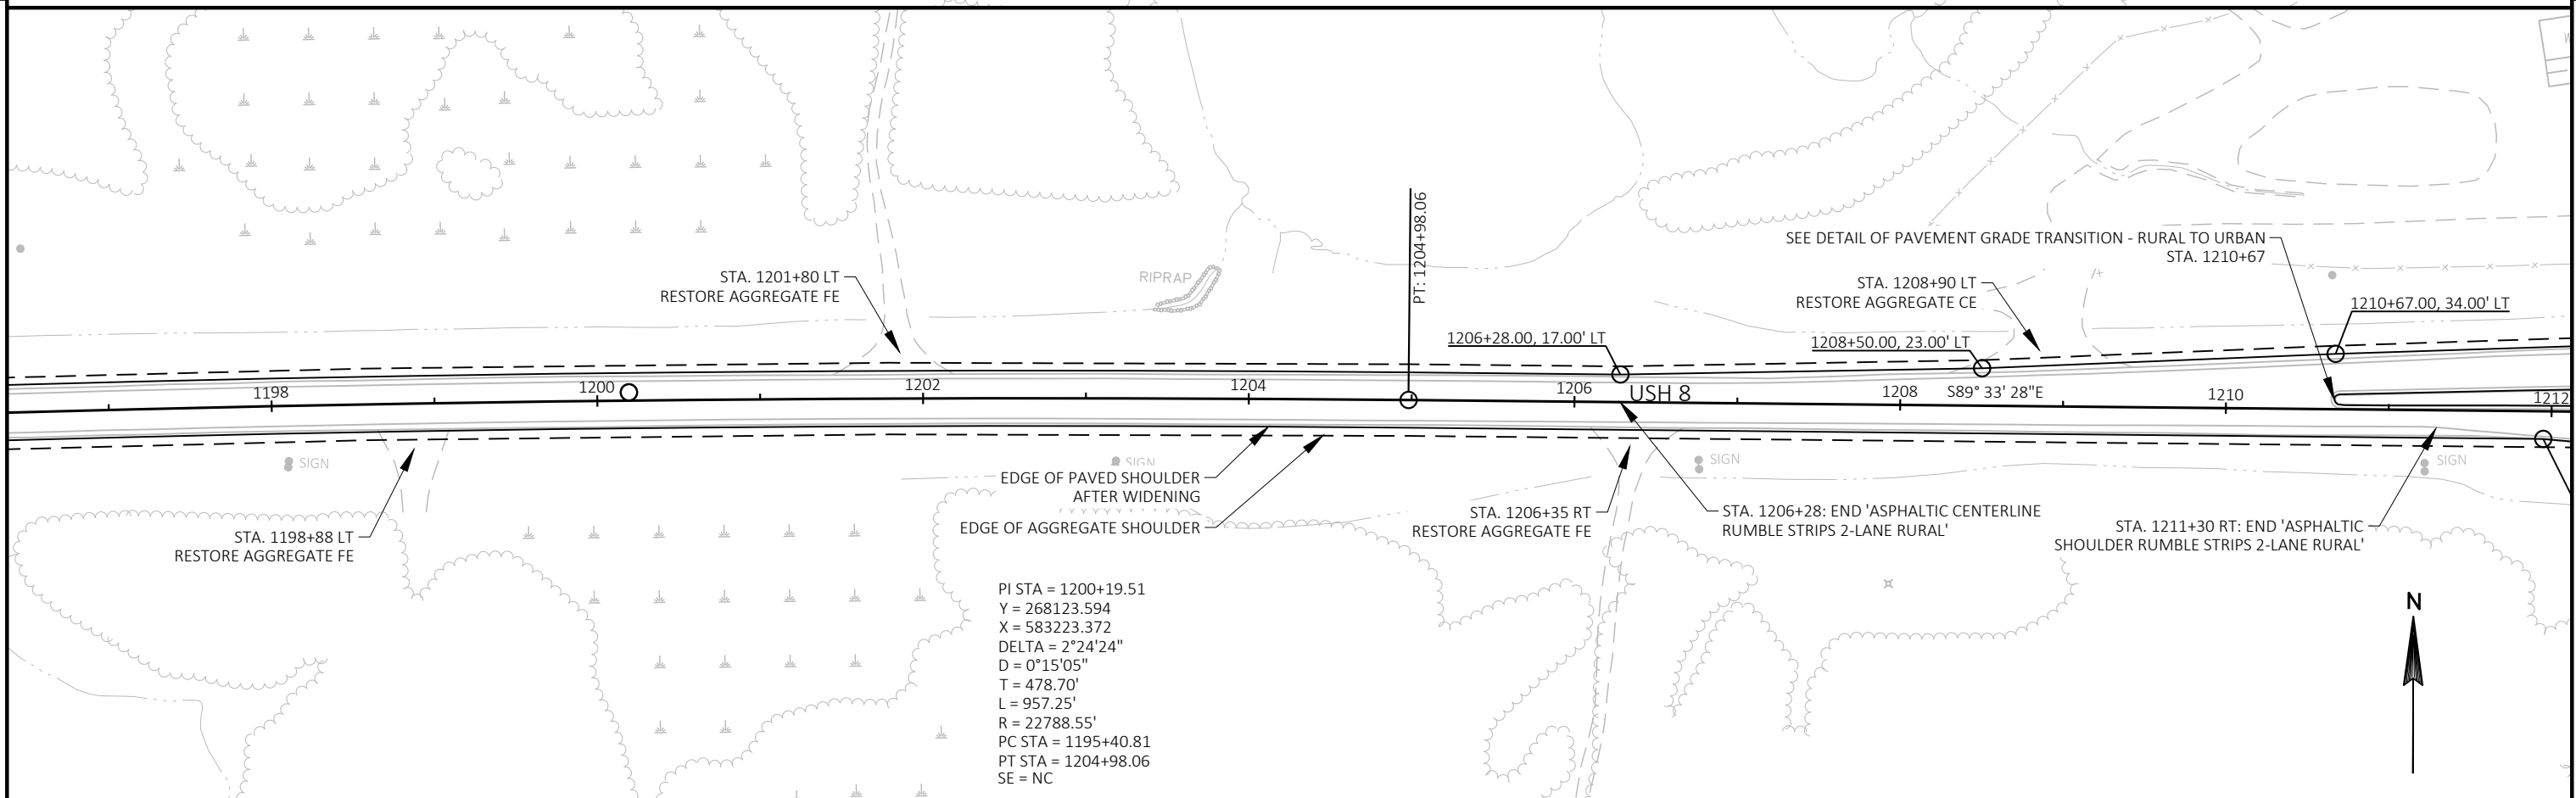 PT: 1204+98.06
SEE DETAIL OF PAVEMENT GRADE TRANSITION - RURAL TO URBAN
STA. 1210+67
STA. 1201+80 LT
RESTORE AGGREGATE FE
RIPRAP
STA. 1208+90 LT
RESTORE AGGREGATE CE
1210+67.00, 34.00' LT
1206+28.00, 17.00' LT
1208+50.00, 23.00' LT
1198
1200
1202
1204
1206
USH 8
1208
S89° 33' 28"E
1210
1212
SIGN
SIGN
SIGN
SIGN
EDGE OF PAVED SHOULDER
AFTER WIDENING
EDGE OF AGGREGATE SHOULDER
STA. 1198+88 LT
RESTORE AGGREGATE FE
STA. 1206+35 RT
RESTORE AGGREGATE FE
STA. 1206+28: END 'ASPHALTIC CENTERLINE
RUMBLE STRIPS 2-LANE RURAL'
STA. 1211+30 RT: END 'ASPHALTIC
SHOULDER RUMBLE STRIPS 2-LANE RURAL'
PI STA = 1200+19.51
Y = 268123.594
X = 583223.372
DELTA = 2°24'24"
D = 0°15'05"
T = 478.70'
L = 957.25'
R = 22788.55'
PC STA = 1195+40.81
PT STA = 1204+98.06
SE = NC
N